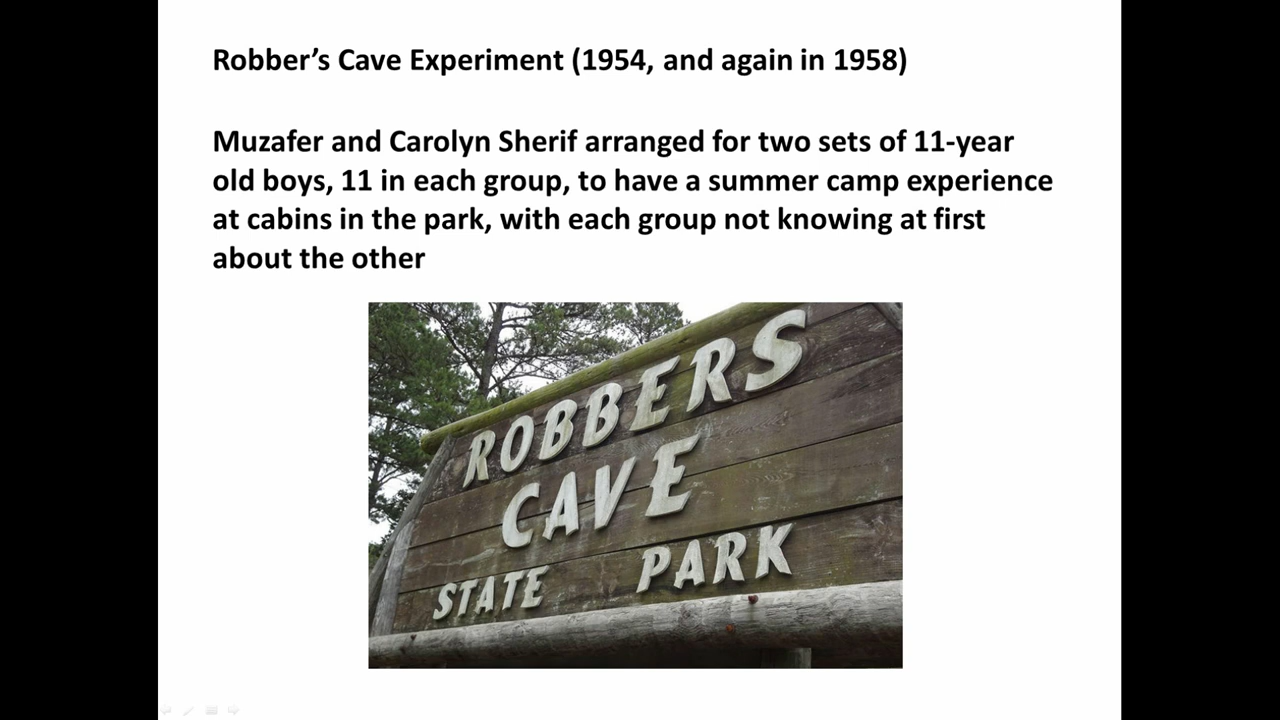 Robber’s Cave Experiment (1954, and again in 1958)
Muzafer and Carolyn Sherif arranged for two sets of 11-year
old boys, 11 in each group, to have a summer camp experience
at cabins in the park, with each group not knowing at first
about the other
ROBBERS
CAVE
STATE PARK